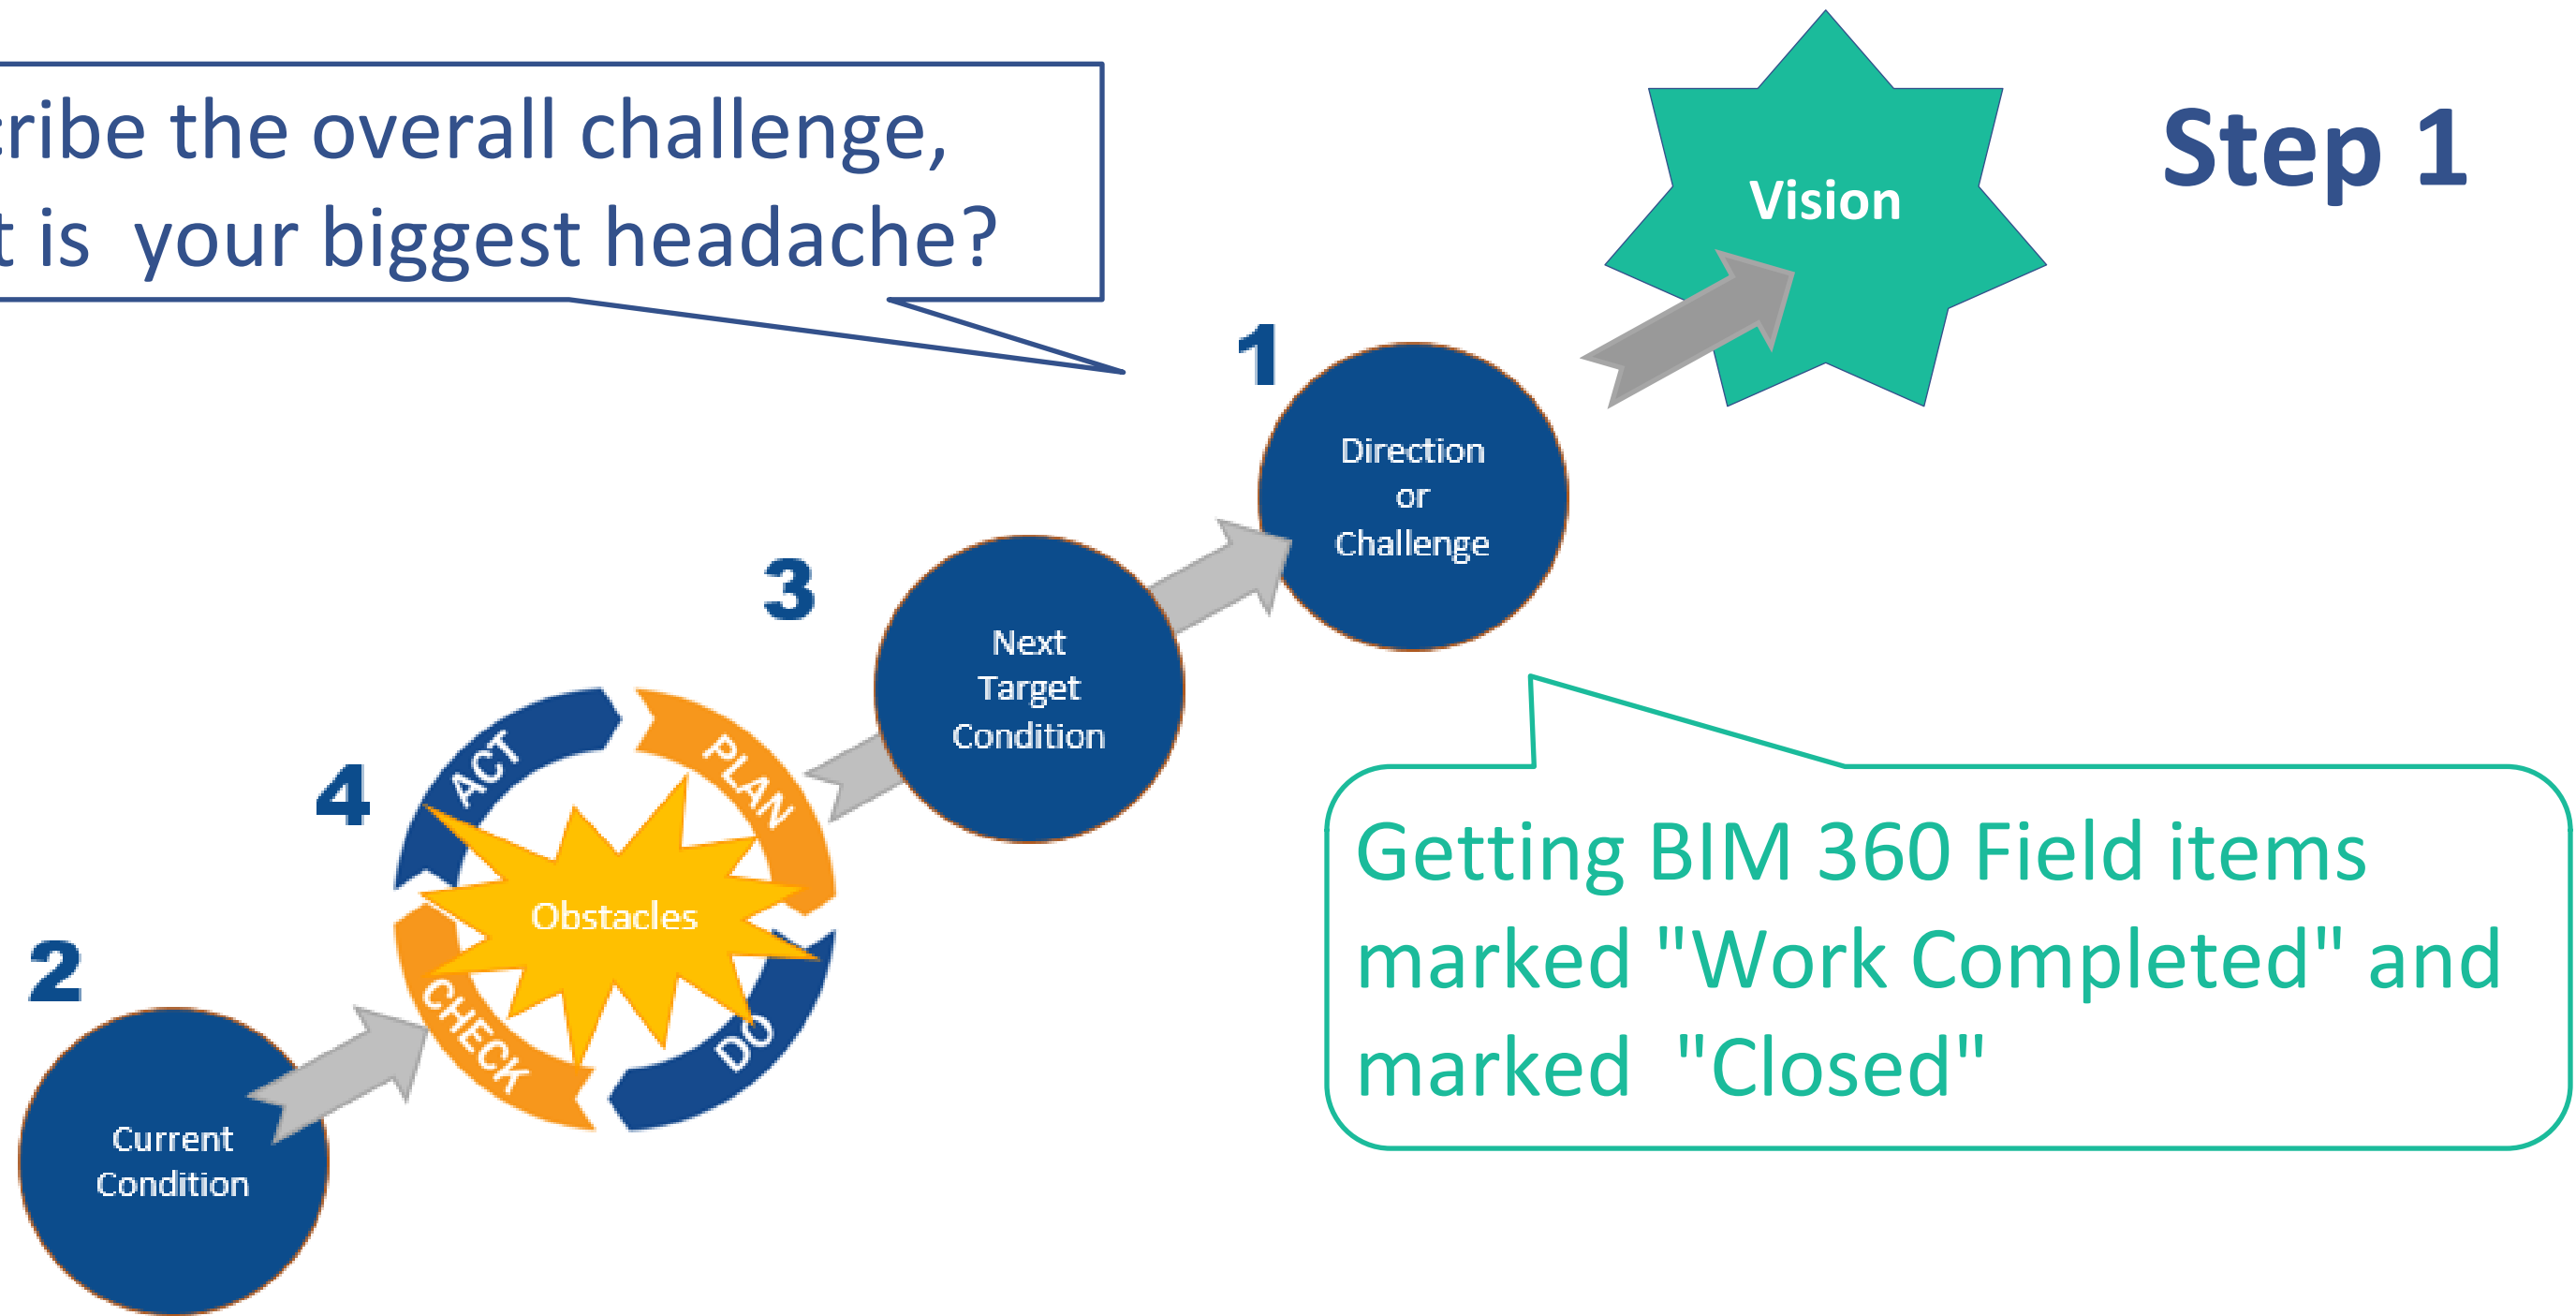 cribe the overall challenge,
t is  your biggest headache?
Vision
Step 1
1
Direction
or
Challenge
3
Next
Target
Condition
4
ACT
PLAN
Obstacles
CHECK
DO
2
Current
Condition
Getting BIM 360 Field items
marked "Work Completed" and
marked  "Closed"